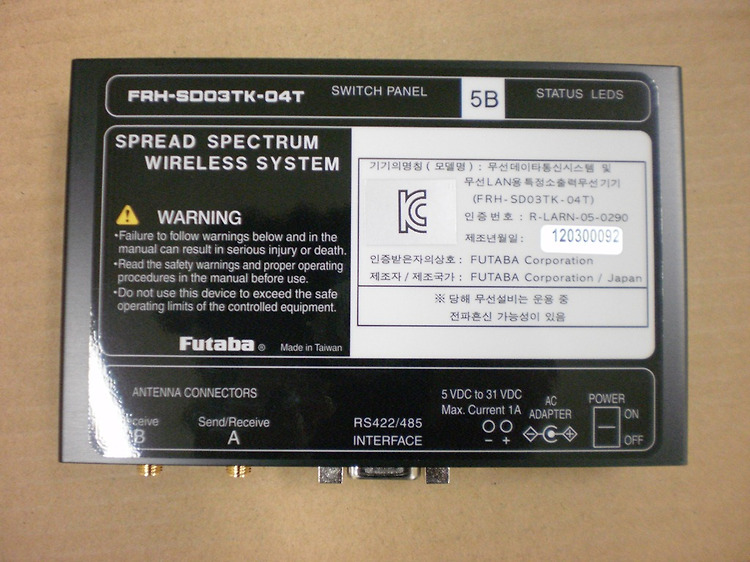 FRH-SD03TK-04T
SWITCH PANEL
5B
STATUS LEDS
SPREAD SPECTRUM
WIRELESS SYSTEM
WARNING
•Failure to follow warnings below and in the
manual can result in serious injury or death.
•Read the safety warnings and proper operating
procedures in the manual before use.
•Do not use this device to exceed the safe
operating limits of the controlled equipment.
Futaba ®
Made in Taiwan
기기의명칭 ( 모델명 ) : 무선데이타통신시스템 및
무선LAN용특정소출력무선기기
(FRH-SD03TK-04T)
인증번호 : R-LARN-05-0290
제조년월일 : 120300092
인증받은자의상호 : FUTABA Corporation
제조자 / 제조국가 : FUTABA Corporation / Japan
※ 당해 무선설비는 운용 중
전파혼신 가능성이 있음
ANTENNA CONNECTORS
B
Send/Receive
A
RS422/485
INTERFACE
5 VDC to 31 VDC
Max. Current 1A
− +
AC
ADAPTER
POWER
ON
OFF